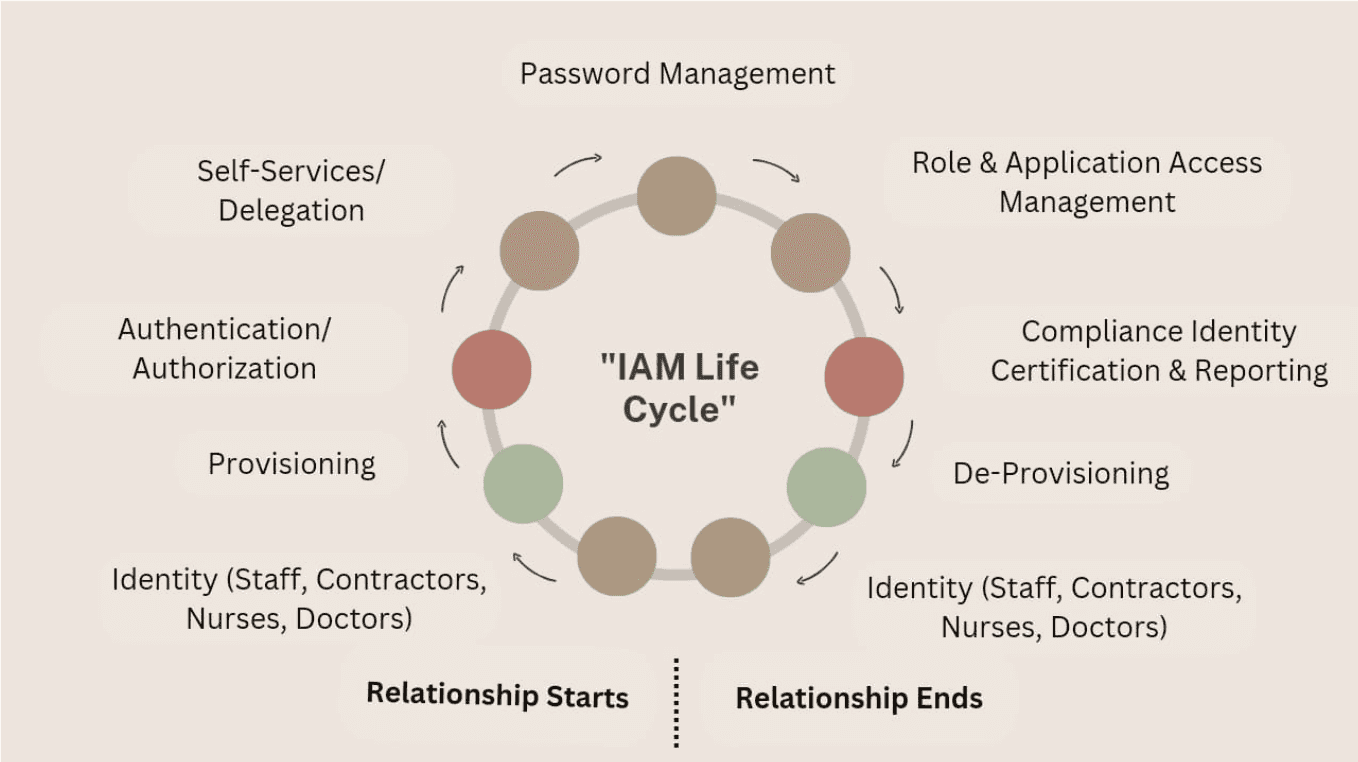 Password Management
Self-Services/
Delegation
Role & Application Access
Management
Authentication/
Authorization
"IAM Life
Cycle"
Compliance Identity
Certification & Reporting
Provisioning
De-Provisioning
Identity (Staff, Contractors,
Nurses, Doctors)
Identity (Staff, Contractors,
Nurses, Doctors)
Relationship Starts
Relationship Ends